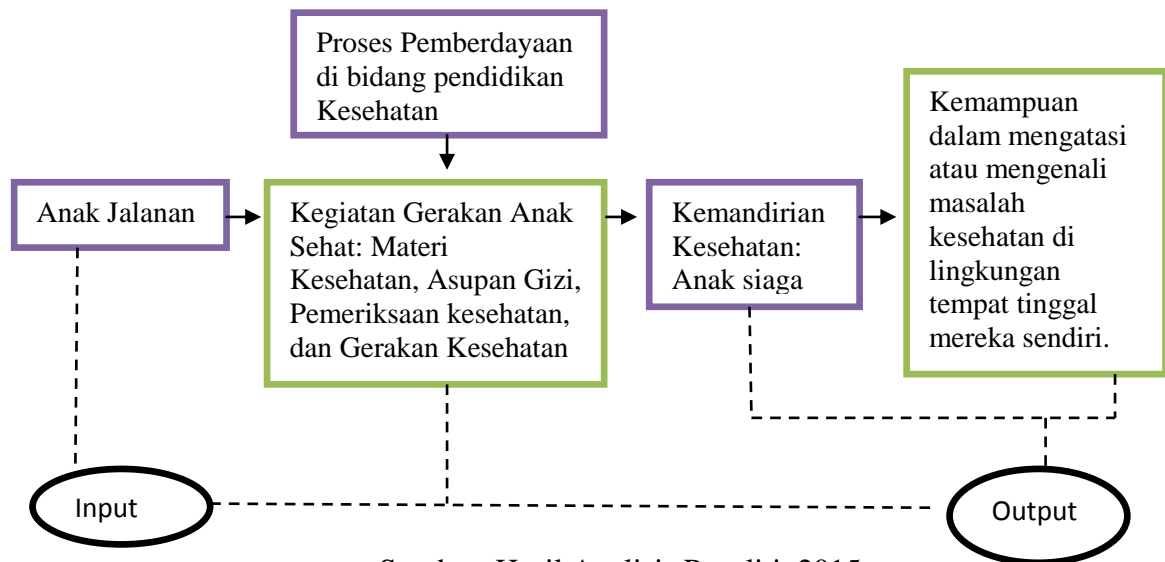 Proses Pemberdayaan
di bidang pendidikan
Kesehatan
Anak Jalanan
Kegiatan Gerakan Anak
Sehat: Materi
Kesehatan, Asupan Gizi,
Pemeriksaan kesehatan,
dan Gerakan Kesehatan
Kemandirian
Kesehatan:
Anak siaga
Kemampuan
dalam mengatasi
atau mengenali
masalah
kesehatan di
lingkungan
tempat tinggal
mereka sendiri.
Input
Output